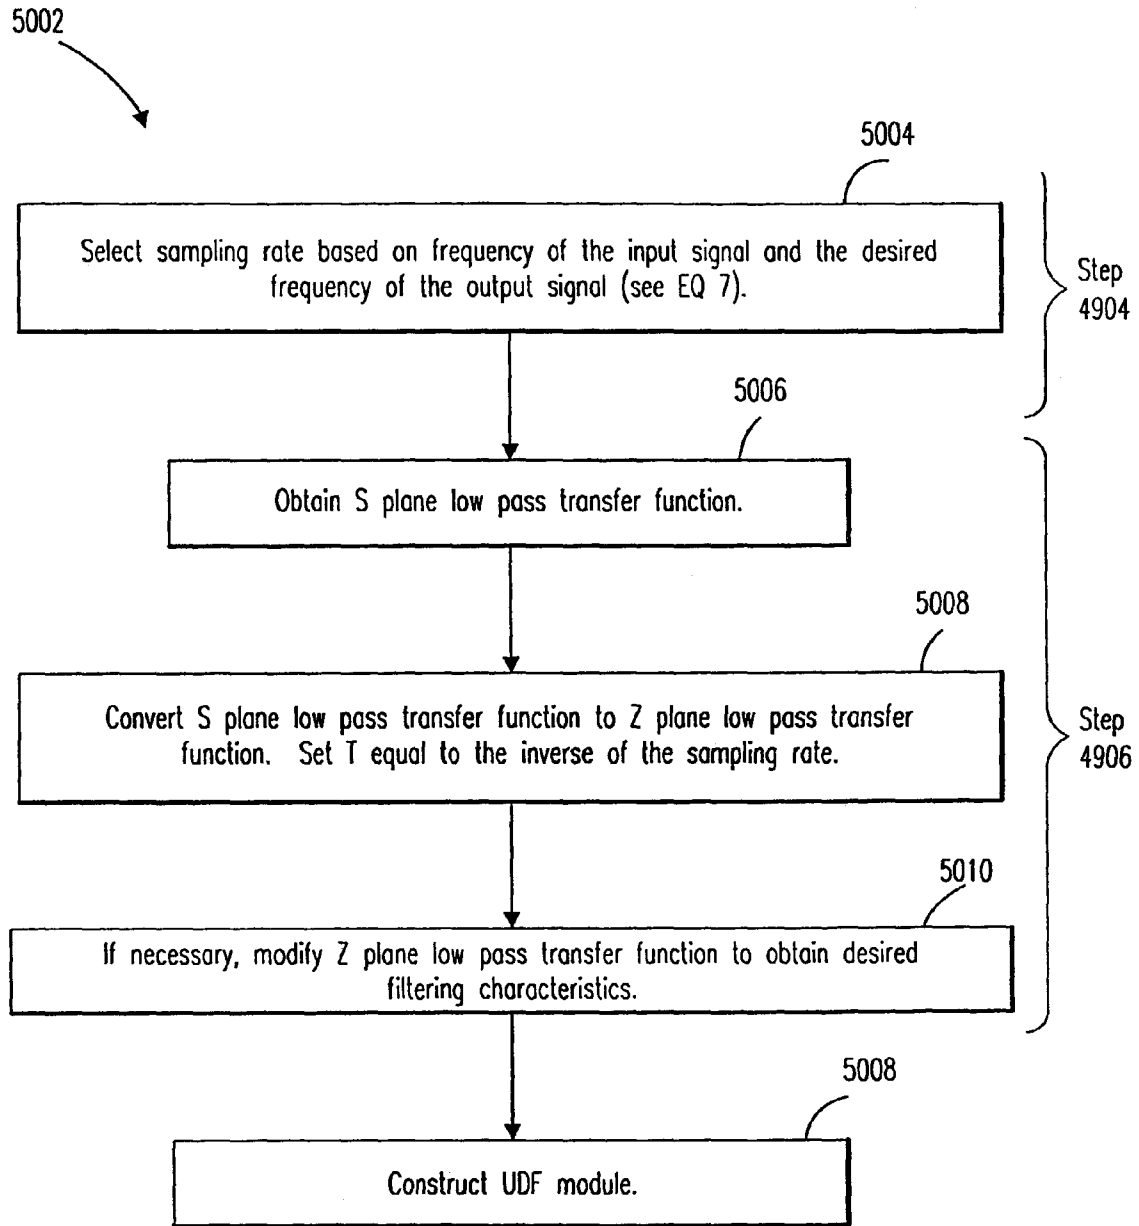 5002
5004
Select sampling rate based on frequency of the input signal and the desired
frequency of the output signal (see EQ 7).
Step
4904
5006
Obtain S plane low pass transfer function.
5008
Convert S plane low pass transfer function to Z plane low pass transfer
function. Set T equal to the inverse of the sampling rate.
Step
4906
5010
If necessary, modify Z plane low pass transfer function to obtain desired
filtering characteristics.
5008
Construct UDF module.